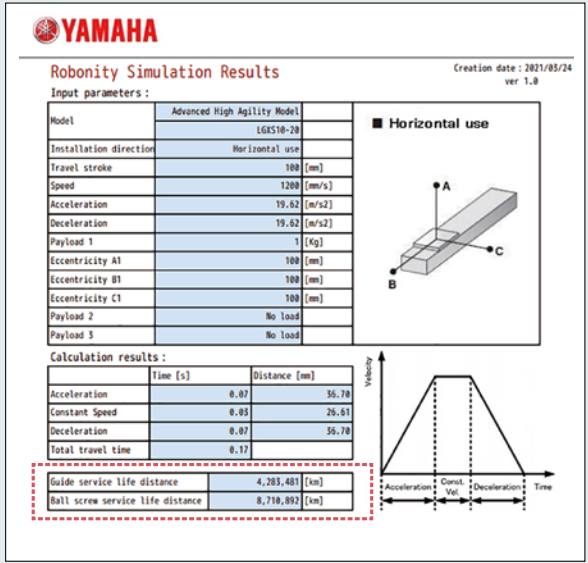 YAMAHA
Robonity Simulation Results
Creation date : 2021/03/24
ver 1.0
Input parameters :
Model Advanced High Agility Model
LGXS10-20
Installation direction Horizontal use
Travel stroke 100 [mm]
Speed 1200 [mm/s]
Acceleration 19.62 [m/s2]
Deceleration 19.62 [m/s2]
Payload 1 1 [Kg]
Eccentricity A1 100 [mm]
Eccentricity B1 100 [mm]
Eccentricity C1 100 [mm]
Payload 2 No load
Payload 3 No load
■ Horizontal use
A
C
B
Calculation results :
Time [s] Distance [mm]
Acceleration 0.07 36.70
Constant Speed 0.03 26.61
Deceleration 0.07 36.70
Total travel time 0.17
Guide service life distance 4,283,481 [km]
Ball screw service life distance 8,710,892 [km]
Velocity
Acceleration Const. Vel. Deceleration Time